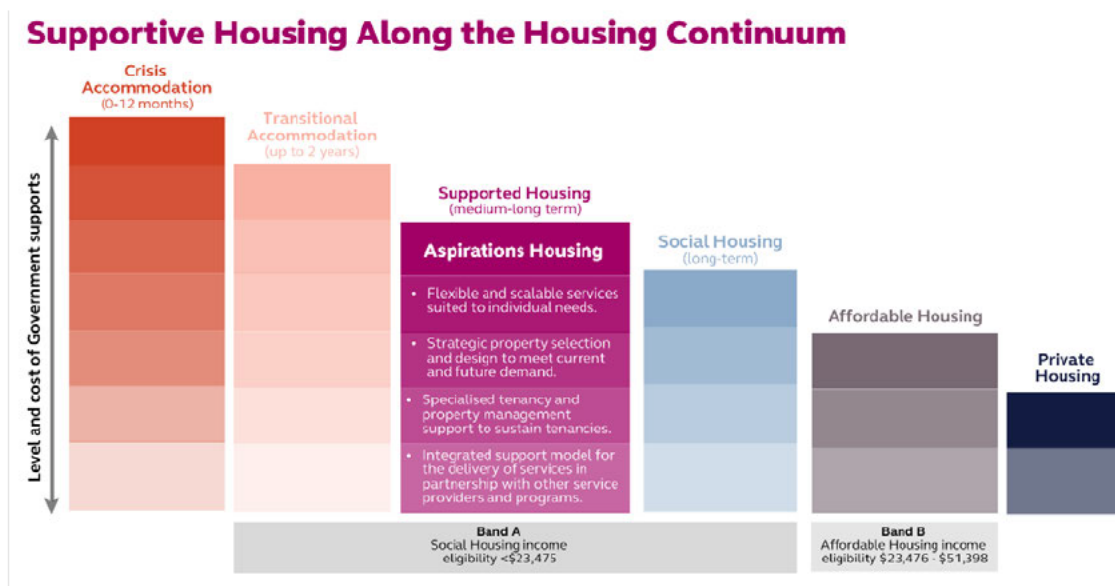 Supportive Housing Along the Housing Continuum
Crisis
Accommodation
(0-12 months)
Transitional
Accommodation
(up to 2 years)
Supported Housing
(medium-long term)
Social Housing
(long-term)
Affordable Housing
Private
Housing
Level and cost of Government supports
Aspirations Housing
• Flexible and scalable services
suited to individual needs.
• Strategic property selection
and design to meet current
and future demand.
• Specialised tenancy and
property management
support to sustain tenancies.
• Integrated support model for
the delivery of services in
partnership with other service
providers and programs.
Band A
Social Housing income
eligibility <$23,475
Band B
Affordable Housing income
eligibility $23,476 - $51,398